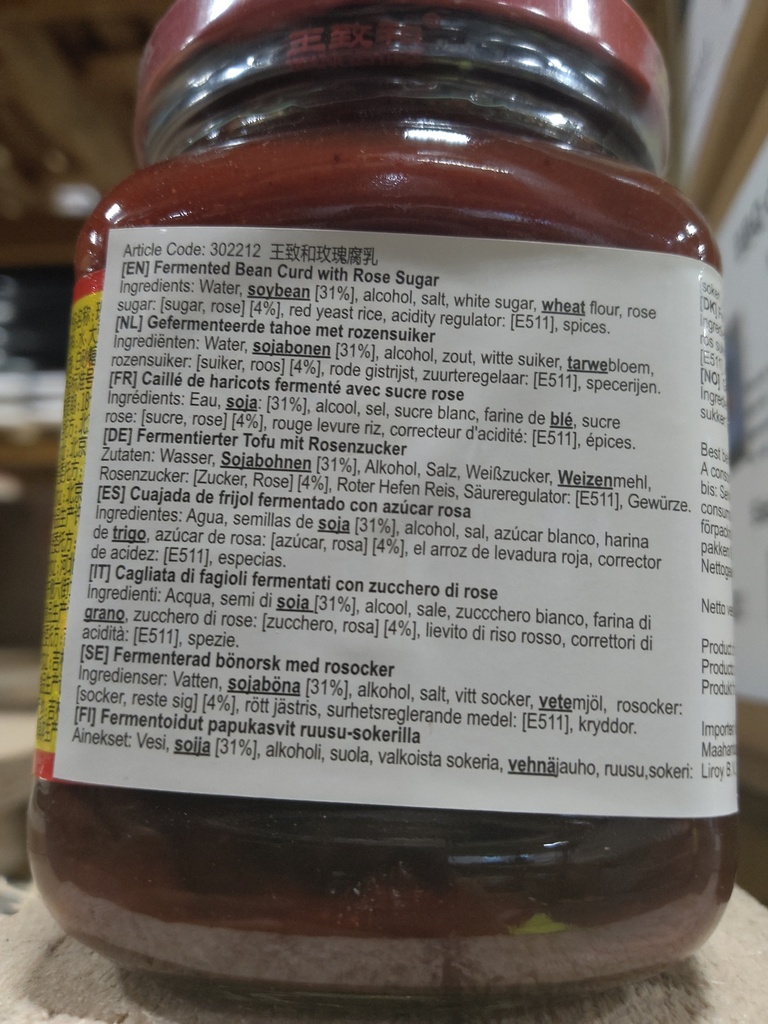 王致和
Article Code: 302212 王致和玫瑰腐乳
[EN] Fermented Bean Curd with Rose Sugar
Ingredients: Water, soybean [31%], alcohol, salt, white sugar, wheat flour, rose
sugar: [sugar, rose] [4%], red yeast rice, acidity regulator: [E511], spices.
[NL] Gefermenteerde tahoe met rozensuiker
Ingrediënten: Water, sojabonen [31%], alcohol, zout, witte suiker, tarwebloem,
rozensuiker: [suiker, roos] [4%], rode gistrijst, zuurteregelaar: [E511], specerijen.
[FR] Caillé de haricots fermenté avec sucre rose
Ingrédients: Eau, soja: [31%], alcool, sel, sucre blanc, farine de blé, sucre
rose: [sucre, rose] [4%], rouge levure riz, correcteur d'acidité: [E511], épices.
[DE] Fermentierter Tofu mit Rosenzucker
Zutaten: Wasser, Sojabohnen [31%], Alkohol, Salz, Weißzucker, Weizenmehl,
Rosenzucker: [Zucker, Rose] [4%], Roter Hefen Reis, Säureregulator: [E511], Gewürze.
[ES] Cuajada de frijol fermentado con azúcar rosa
Ingredientes: Agua, semillas de soja [31%], alcohol, sal, azúcar blanco, harina
de trigo, azúcar de rosa: [azúcar, rosa] [4%], el arroz de levadura roja, corrector
de acidez: [E511], especias.
[IT] Cagliata di fagioli fermentati con zucchero di rose
Ingredienti: Acqua, semi di soia [31%], alcool, sale, zuccchero bianco, farina di
grano, zucchero di rose: [zucchero, rosa] [4%], lievito di riso rosso, correttori di
acidità: [E511], spezie.
[SE] Fermenterad bönorsk med rosocker
Ingredienser: Vatten, sojaböna [31%], alkohol, salt, vitt socker, vetemjöl, rosocker:
[socker, reste sig] [4%], rött jästris, surhetsreglerande medel: [E511], kryddor.
[FI] Fermentoidut papukasvit ruusu-sokerilla
Ainekset: Vesi, soija [31%], alkoholi, suola, valkoista sokeria, vehnäjauho, ruusu,sokeri:
[DK]
[E511]
[NO]
sukker
Best
A
bis:
pakken
Netto
Liroy B